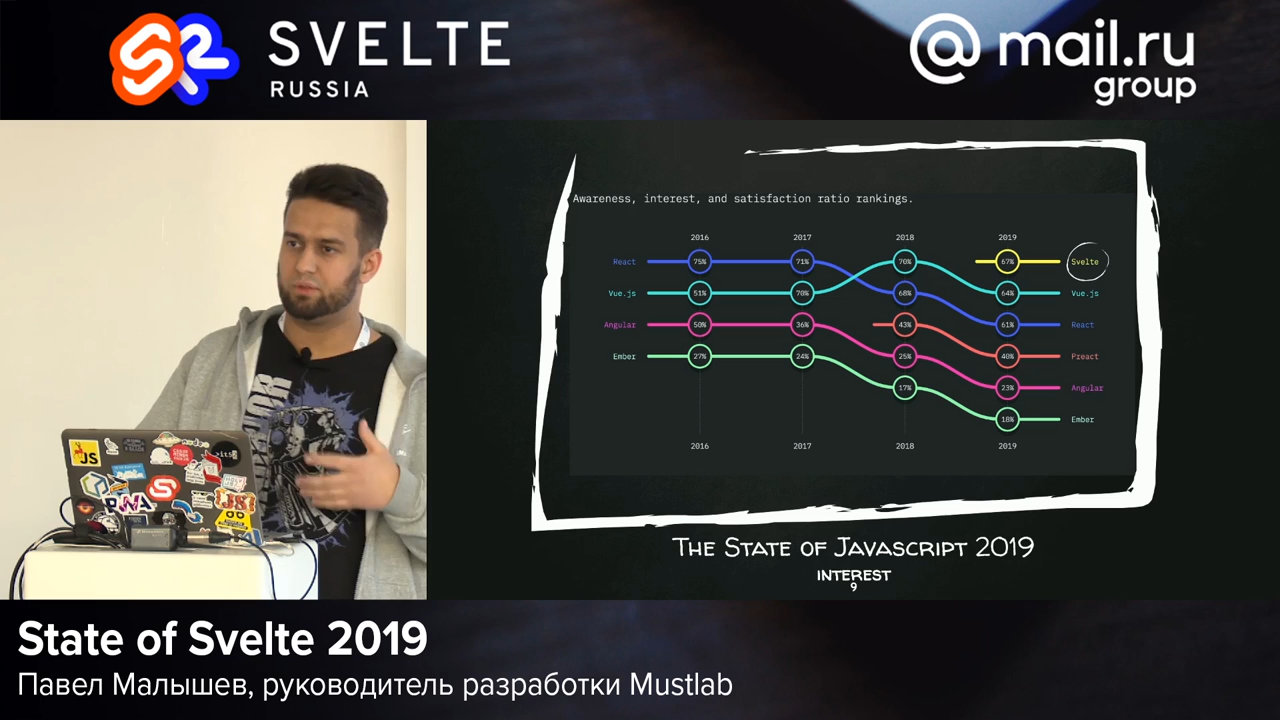 SVELTE
RUSSIA
@mail.ru
group
Awareness, interest, and satisfaction ratio rankings.
2016 2017 2018 2019
React 75% 71% 70% 67% Svelte
Vue.js 51% 70% 68% 64% Vue.js
Angular 50% 36% 43% 61% React
Ember 27% 24% 25% 40% Preact
17% 23% Angular
18% Ember
2016 2017 2018 2019
The State of Javascript 2019
interest
9
JS
PWA
State of Svelte 2019
Павел Малышев, руководитель разработки Mustlab